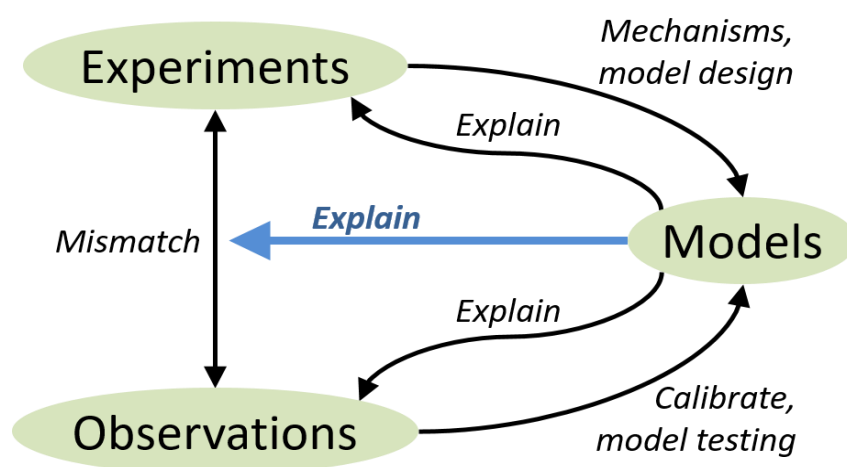 Mechanisms,
model design
Experiments
Explain
Explain
Mismatch
Models
Explain
Calibrate,
model testing
Observations